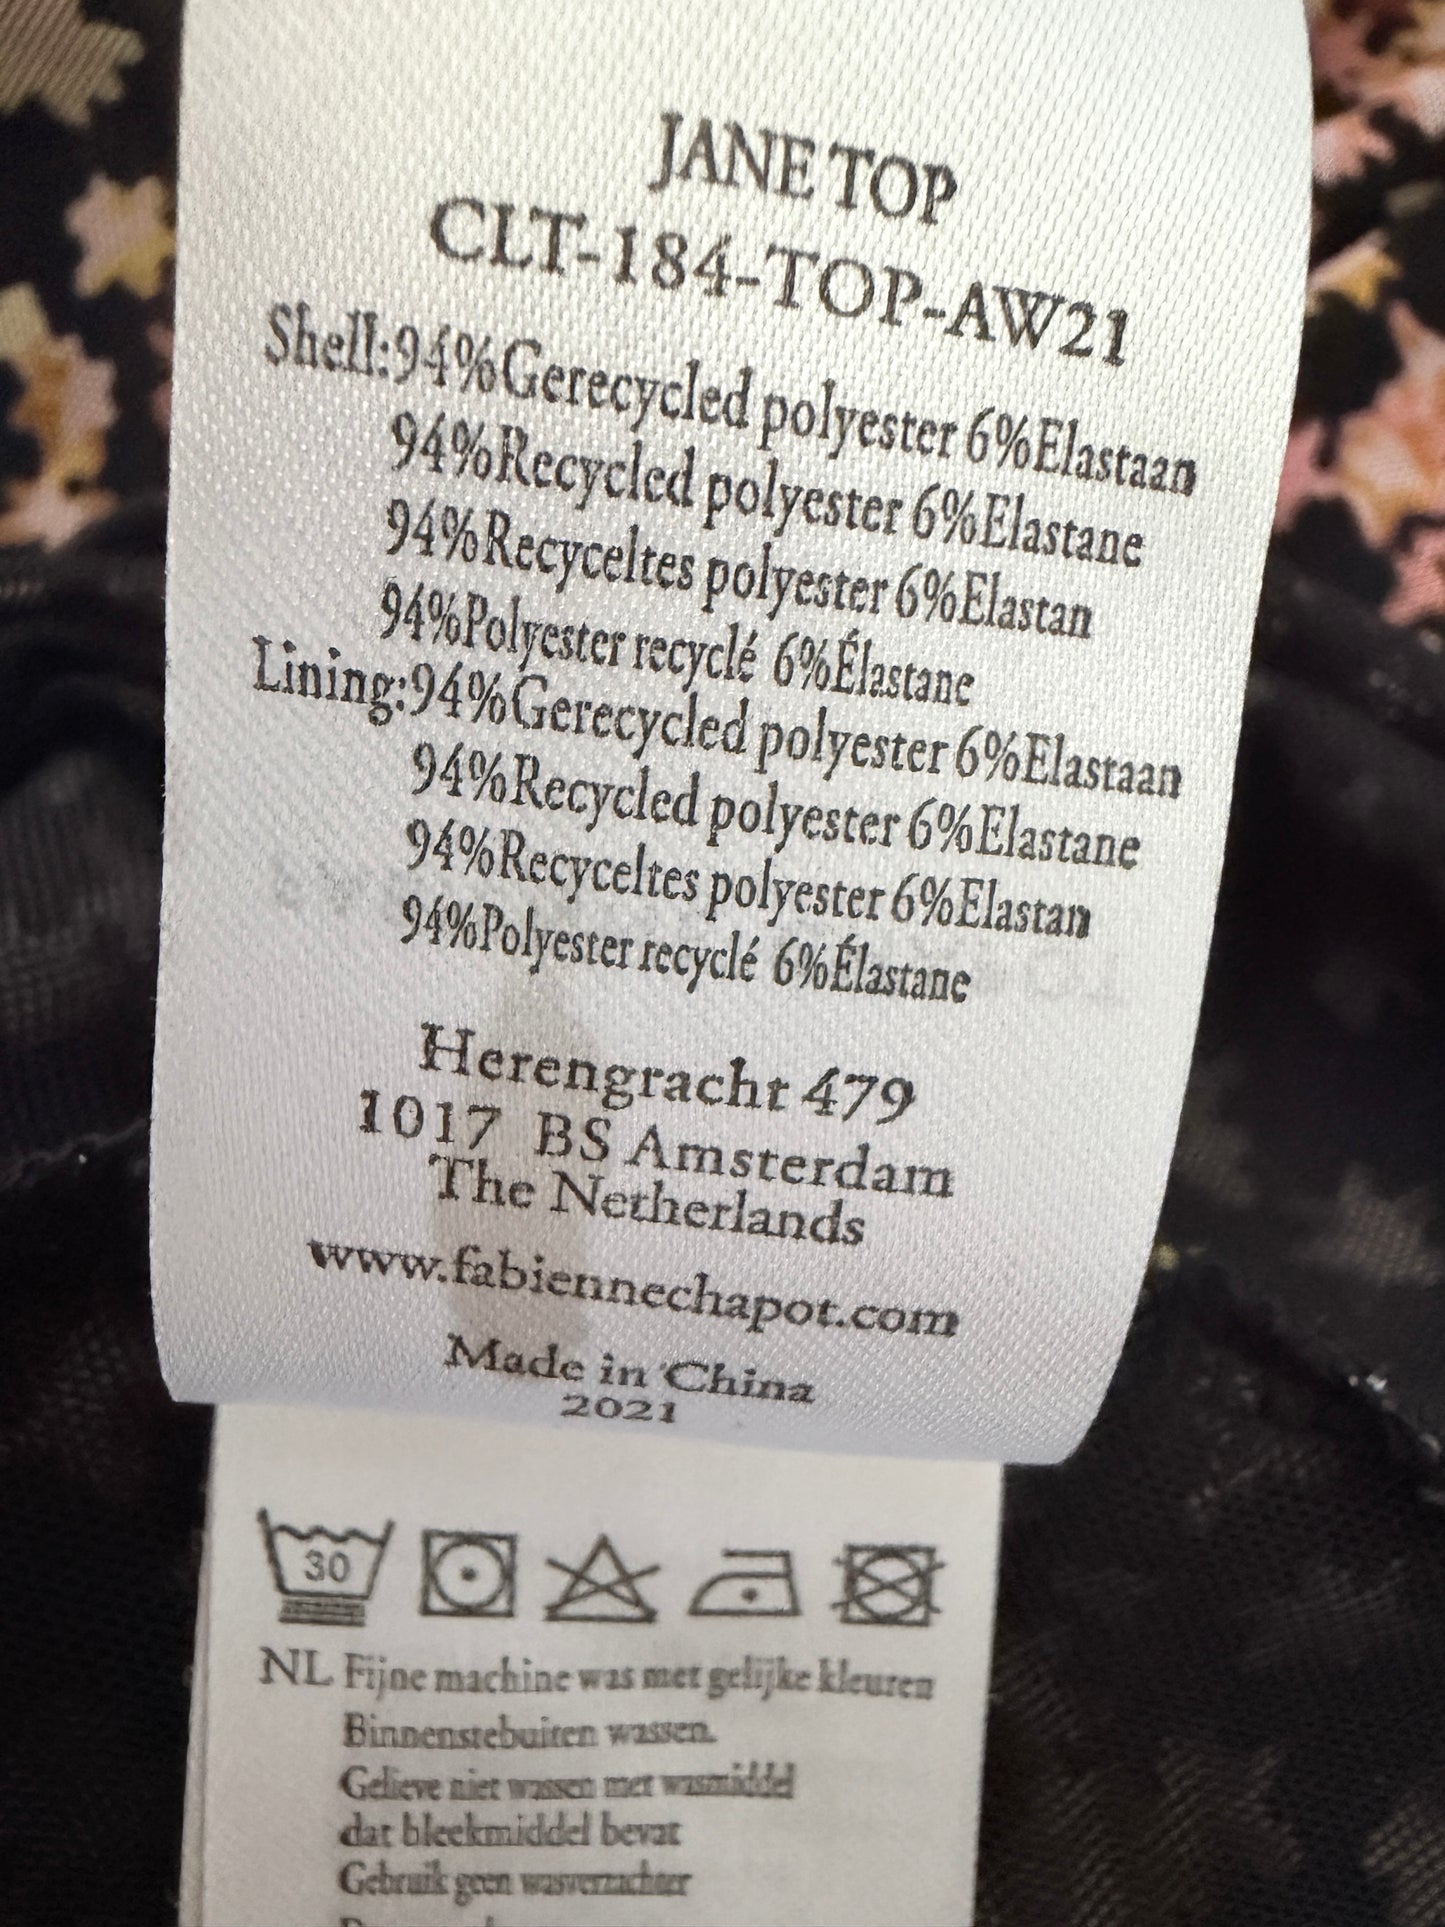 JANE TOP
CLT-184-TOP-AW21
Shell:94%Gerecycled polyester 6%Elastaan
94%Recycled polyester 6%Elastane
94%Recyceltes polyester 6%Elastan
94%Polyester recyclé 6%Élastane
Lining:94%Gerecycled polyester 6%Elastaan
94%Recycled polyester 6%Elastane
94%Recyceltes polyester 6%Elastan
94%Polyester recyclé 6%Élastane
Herengracht 479
1017 BS Amsterdam
The Netherlands
www.fabiennechapot.com
Made in China
2021
30
NL Fijne machine was met gelijke kleuren
Binnenstebuiten wassen.
Gelieve niet wassen met wasmiddel
dat bleekmiddel bevat
Gebruik geen wasverzachter